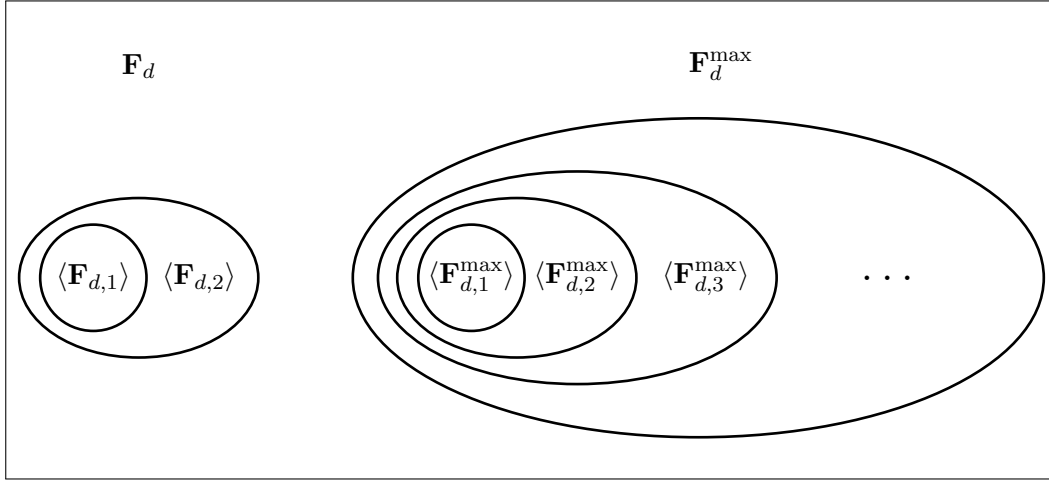 𝐅_d 𝐅_d^max
⟨𝐅_{d,1}⟩ ⟨𝐅_{d,2}⟩ ⟨𝐅_{d,1}^max⟩ ⟨𝐅_{d,2}^max⟩ ⟨𝐅_{d,3}^max⟩ · · ·